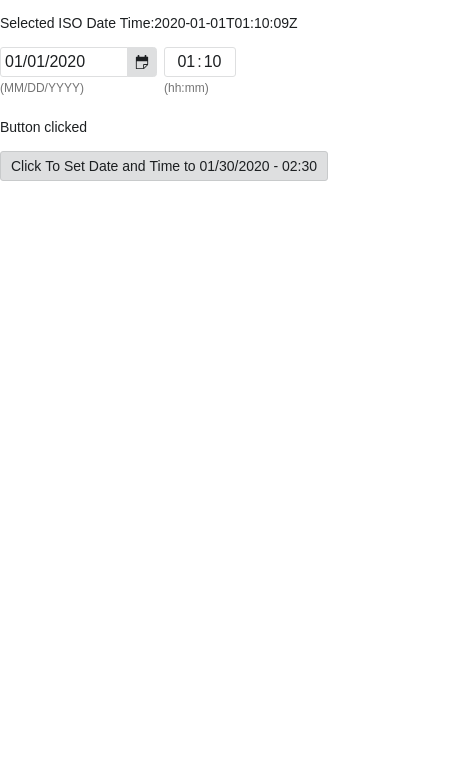 Selected ISO Date Time:2020-01-01T01:10:09Z
01/01/2020 01:10
(MM/DD/YYYY) (hh:mm)
Button clicked
Click To Set Date and Time to 01/30/2020 - 02:30